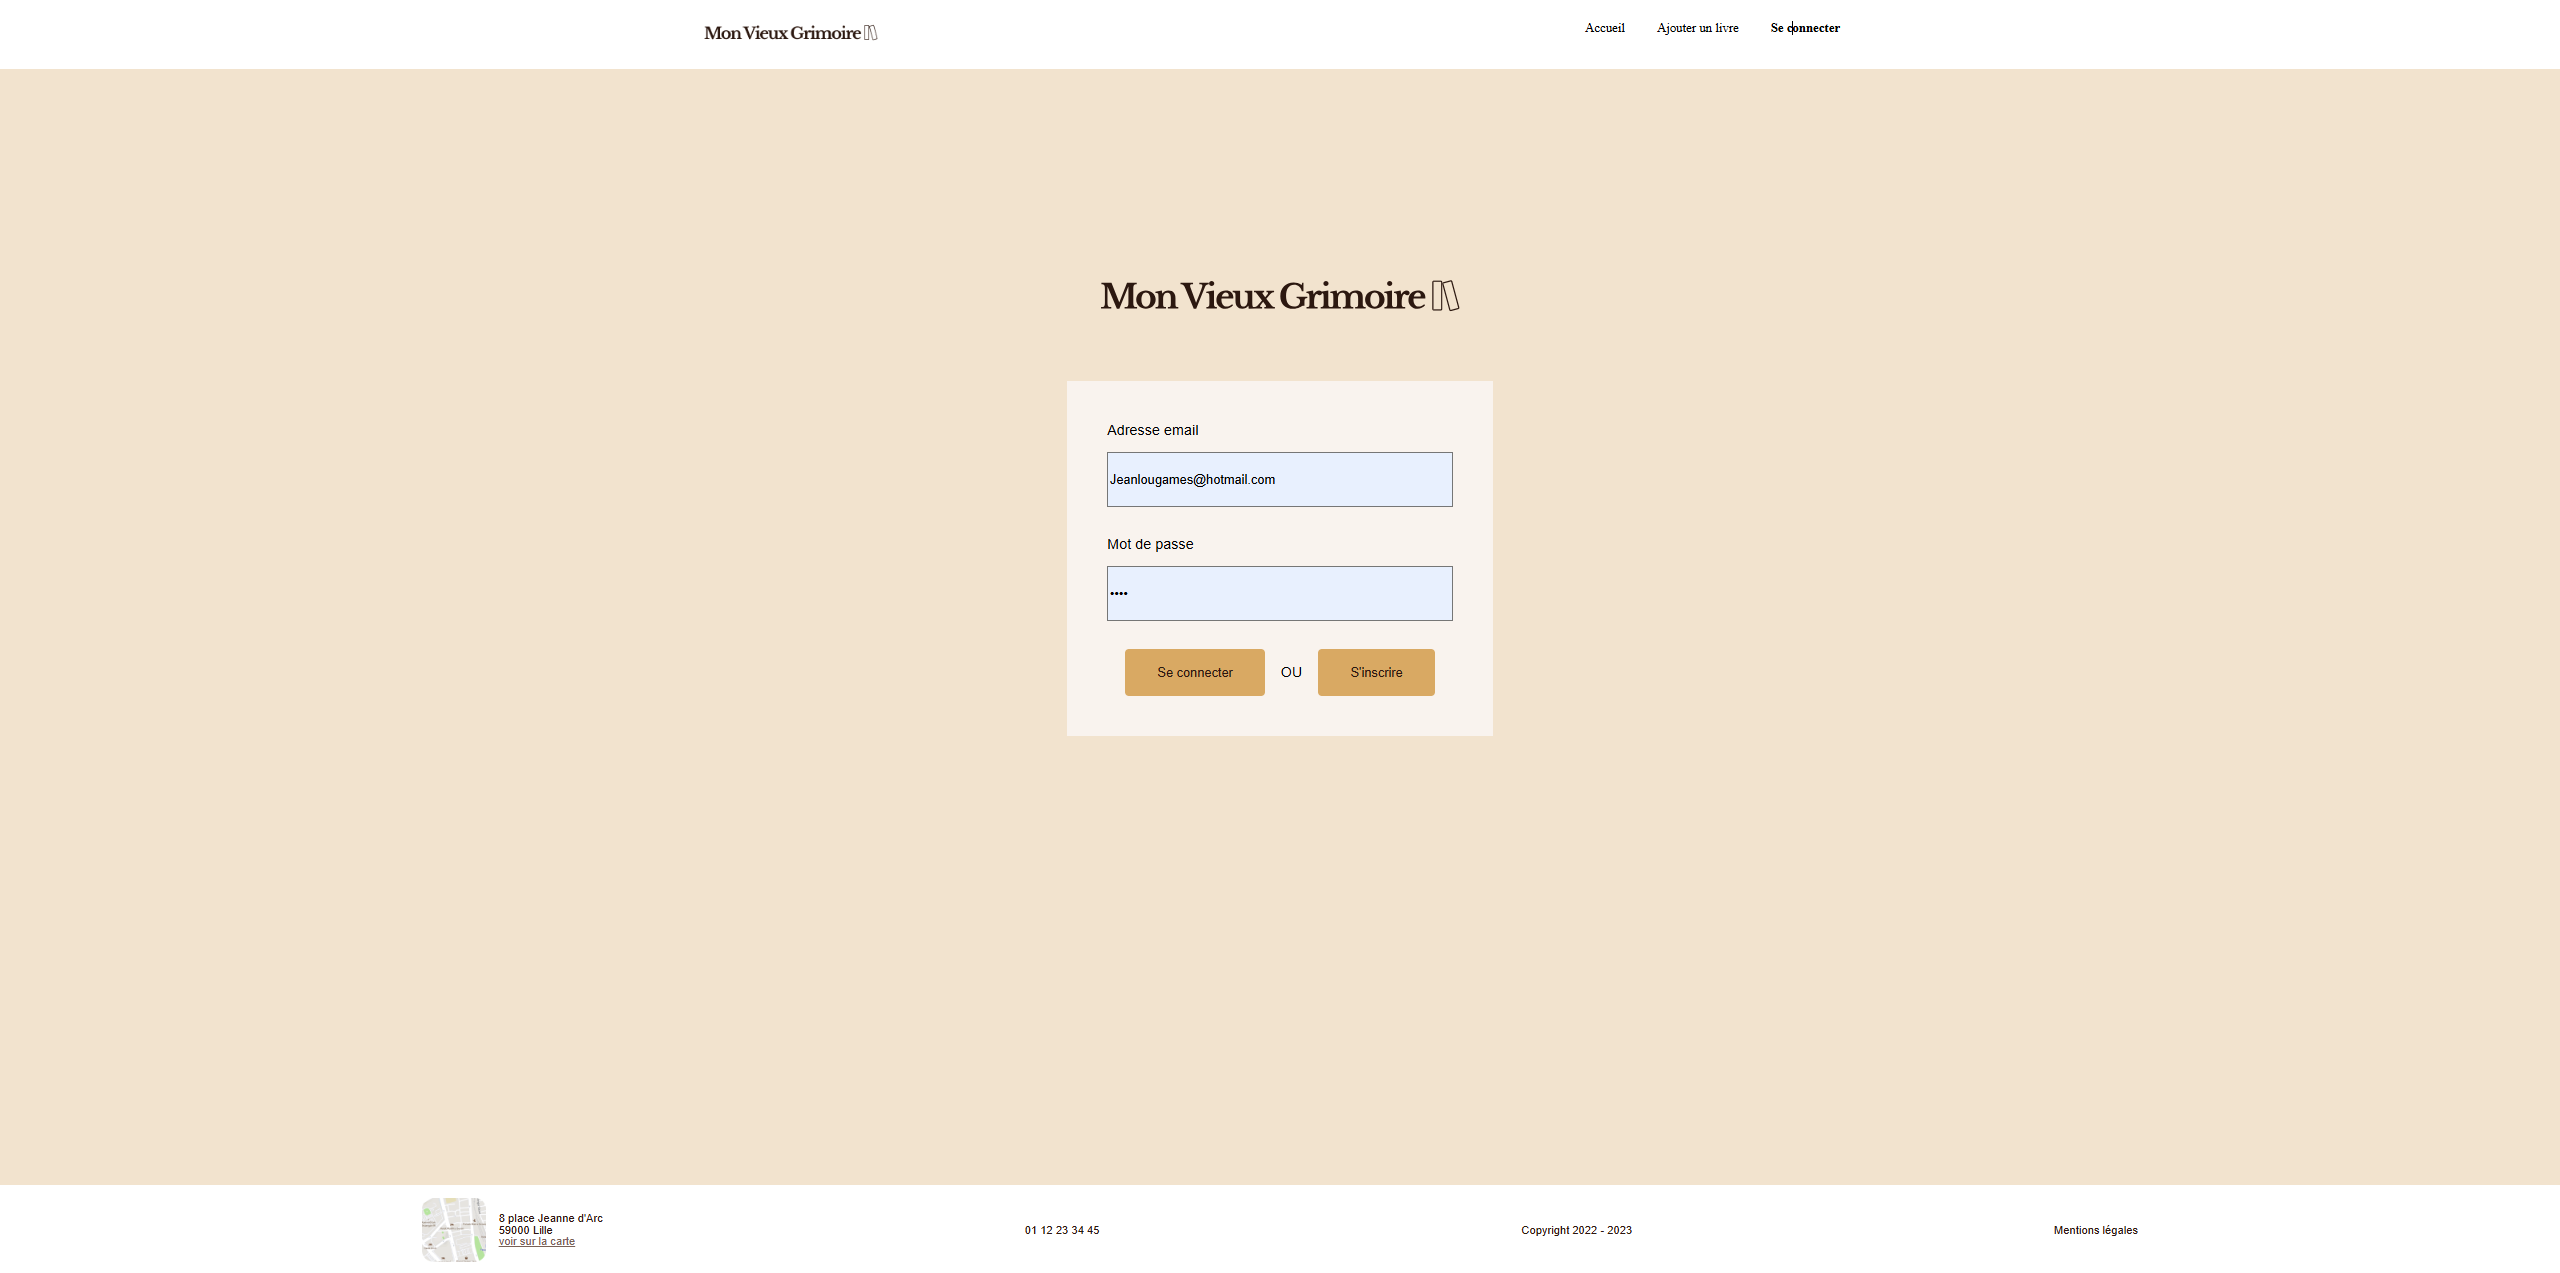 Mon Vieux Grimoire
Accueil
Ajouter un livre
Se connecter
Mon Vieux Grimoire
Adresse email
Jeanlougames@hotmail.com
Mot de passe
••••
Se connecter
OU
S'inscrire
8 place Jeanne d'Arc
59000 Lille
voir sur la carte
01 12 23 34 45
Copyright 2022 - 2023
Mentions légales